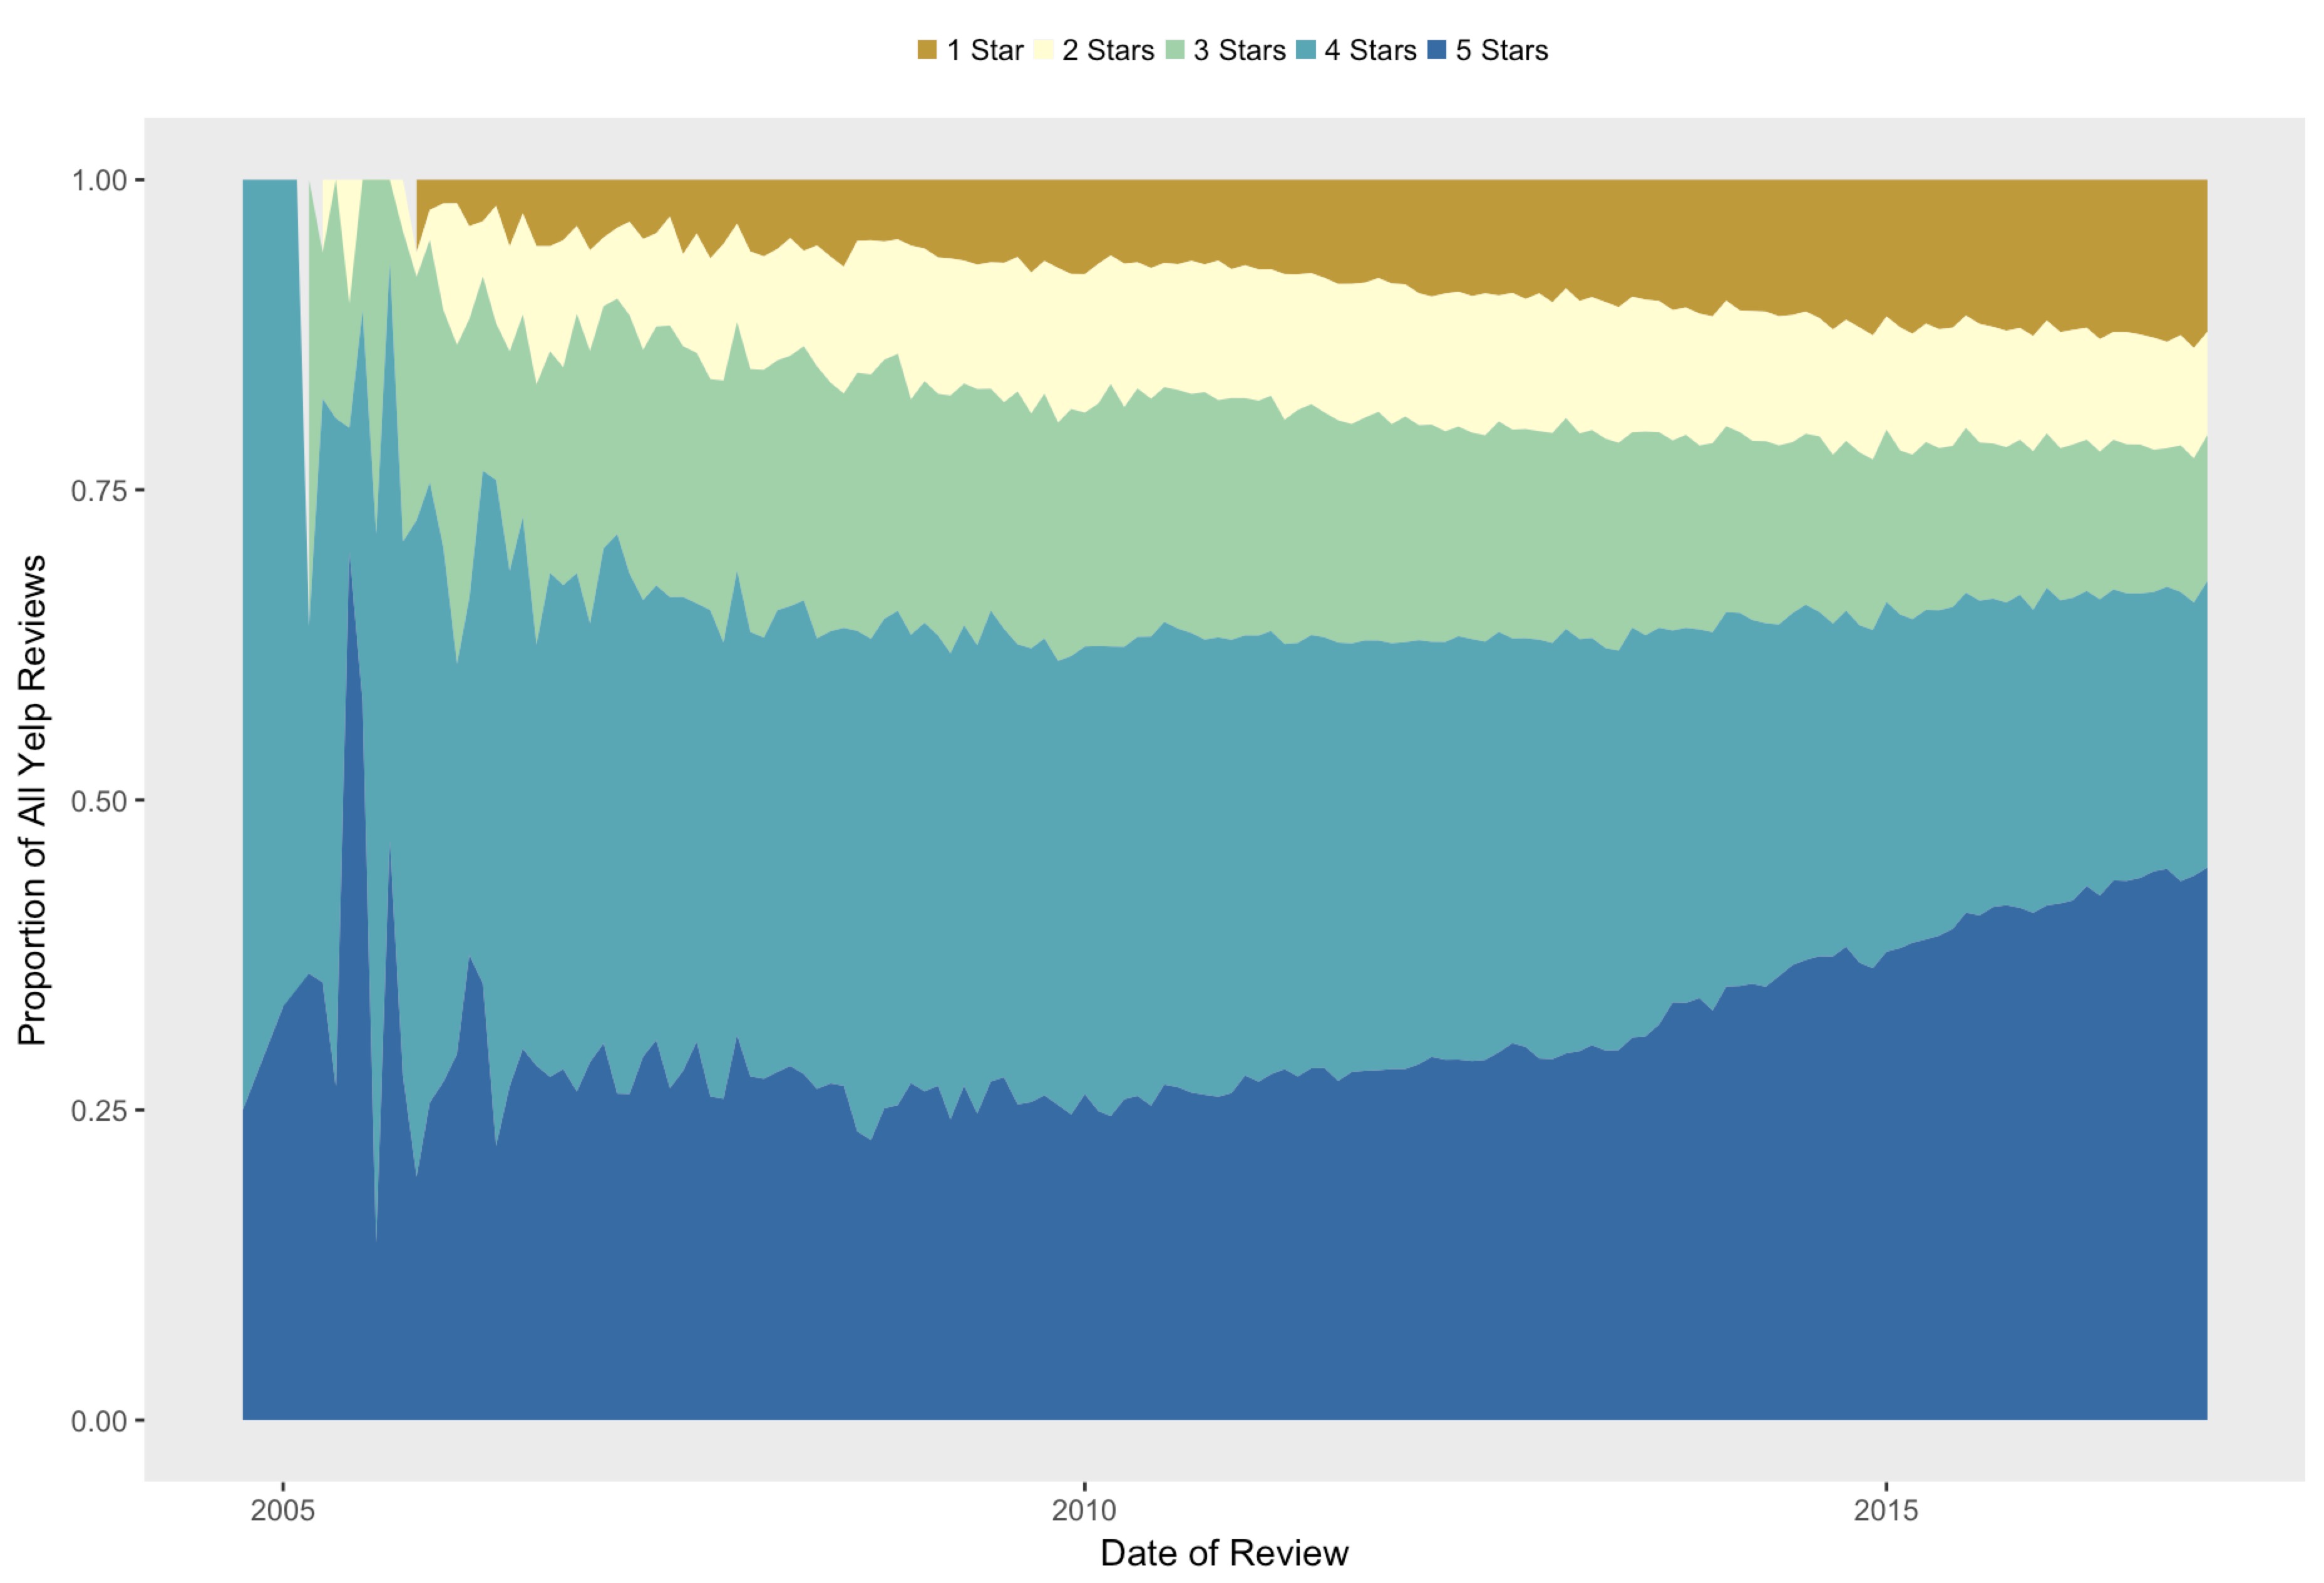 1 Star 2 Stars 3 Stars 4 Stars 5 Stars
Proportion of All Yelp Reviews
1.00
0.75
0.50
0.25
0.00
2005 2010 2015
Date of Review